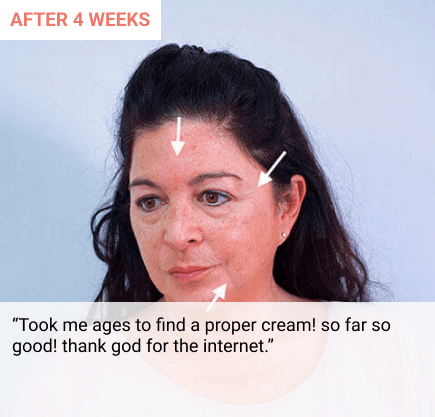 AFTER 4 WEEKS
“Took me ages to find a proper cream! so far so
good! thank god for the internet.”